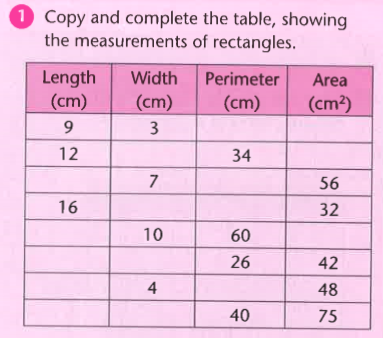 1 Copy and complete the table, showing
the measurements of rectangles.
Length Width Perimeter Area
(cm) (cm) (cm) (cm²)
9 3
12 34
7 56
16 32
10 60
26 42
4 48
40 75